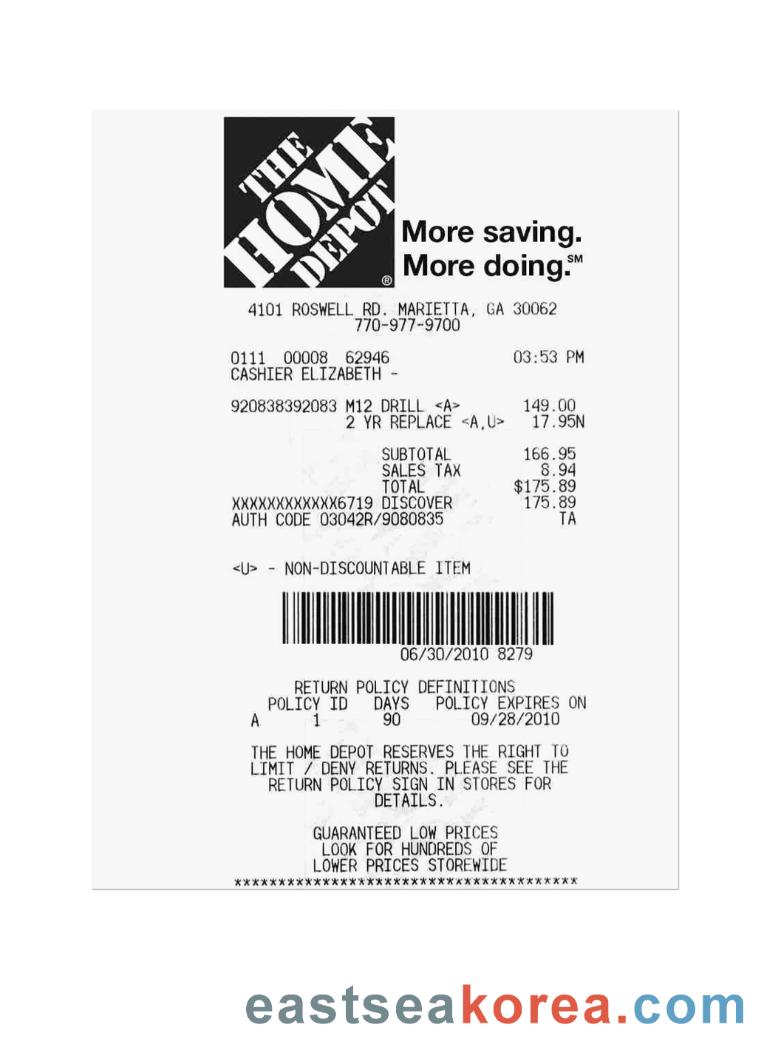 THE
HOME
DEPOT
®
More saving.
More doing.℠
4101 ROSWELL RD. MARIETTA, GA 30062
770-977-9700
0111 00008 62946 03:53 PM
CASHIER ELIZABETH -
920838392083 M12 DRILL <A> 149.00
2 YR REPLACE <A,U> 17.95N
SUBTOTAL 166.95
SALES TAX 8.94
TOTAL $175.89
XXXXXXXXXXXX6719 DISCOVER 175.89
AUTH CODE 03042R/9080835 TA
<U> - NON-DISCOUNTABLE ITEM
06/30/2010 8279
RETURN POLICY DEFINITIONS
POLICY ID DAYS POLICY EXPIRES ON
A 1 90 09/28/2010
THE HOME DEPOT RESERVES THE RIGHT TO
LIMIT / DENY RETURNS. PLEASE SEE THE
RETURN POLICY SIGN IN STORES FOR
DETAILS.
GUARANTEED LOW PRICES
LOOK FOR HUNDREDS OF
LOWER PRICES STOREWIDE
***************************************
eastseakorea.com